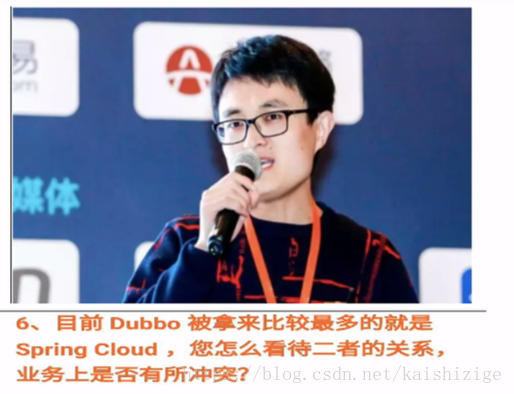 易
om
媒体
6、目前 Dubbo 被拿来比较最多的就是
Spring Cloud ，您怎么看待二者的关系，
业务上是否有所冲突？
https://blog.csdn.net/kaishizige